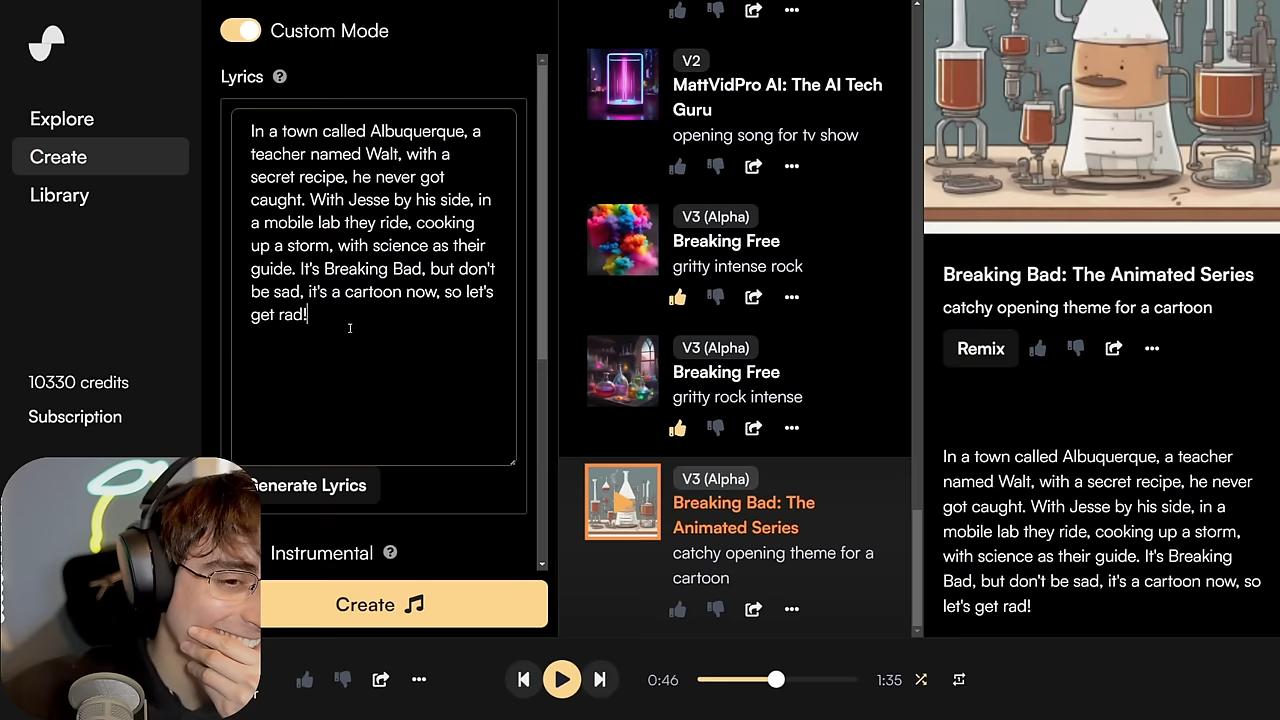 Custom Mode
Lyrics
Explore
Create
Library
10330 credits
Subscription
In a town called Albuquerque, a
teacher named Walt, with a
secret recipe, he never got
caught. With Jesse by his side, in
a mobile lab they ride, cooking
up a storm, with science as their
guide. It's Breaking Bad, but don't
be sad, it's a cartoon now, so let's
get rad!
Generate Lyrics
Instrumental
Create
V2
MattVidPro AI: The AI Tech
Guru
opening song for tv show
V3 (Alpha)
Breaking Free
gritty intense rock
V3 (Alpha)
Breaking Free
gritty rock intense
V3 (Alpha)
Breaking Bad: The
Animated Series
catchy opening theme for a
cartoon
Breaking Bad: The Animated Series
catchy opening theme for a cartoon
Remix
In a town called Albuquerque, a teacher
named Walt, with a secret recipe, he never
got caught. With Jesse by his side, in a
mobile lab they ride, cooking up a storm,
with science as their guide. It's Breaking
Bad, but don't be sad, it's a cartoon now, so
let's get rad!
0:46
1:35